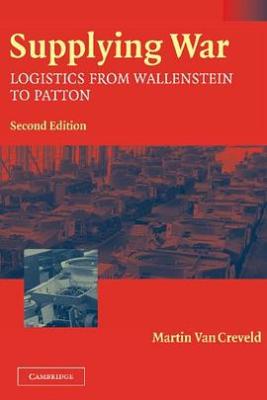 Supplying War
LOGISTICS FROM WALLENSTEIN
TO PATTON
Second Edition
Martin Van Creveld
CAMBRIDGE